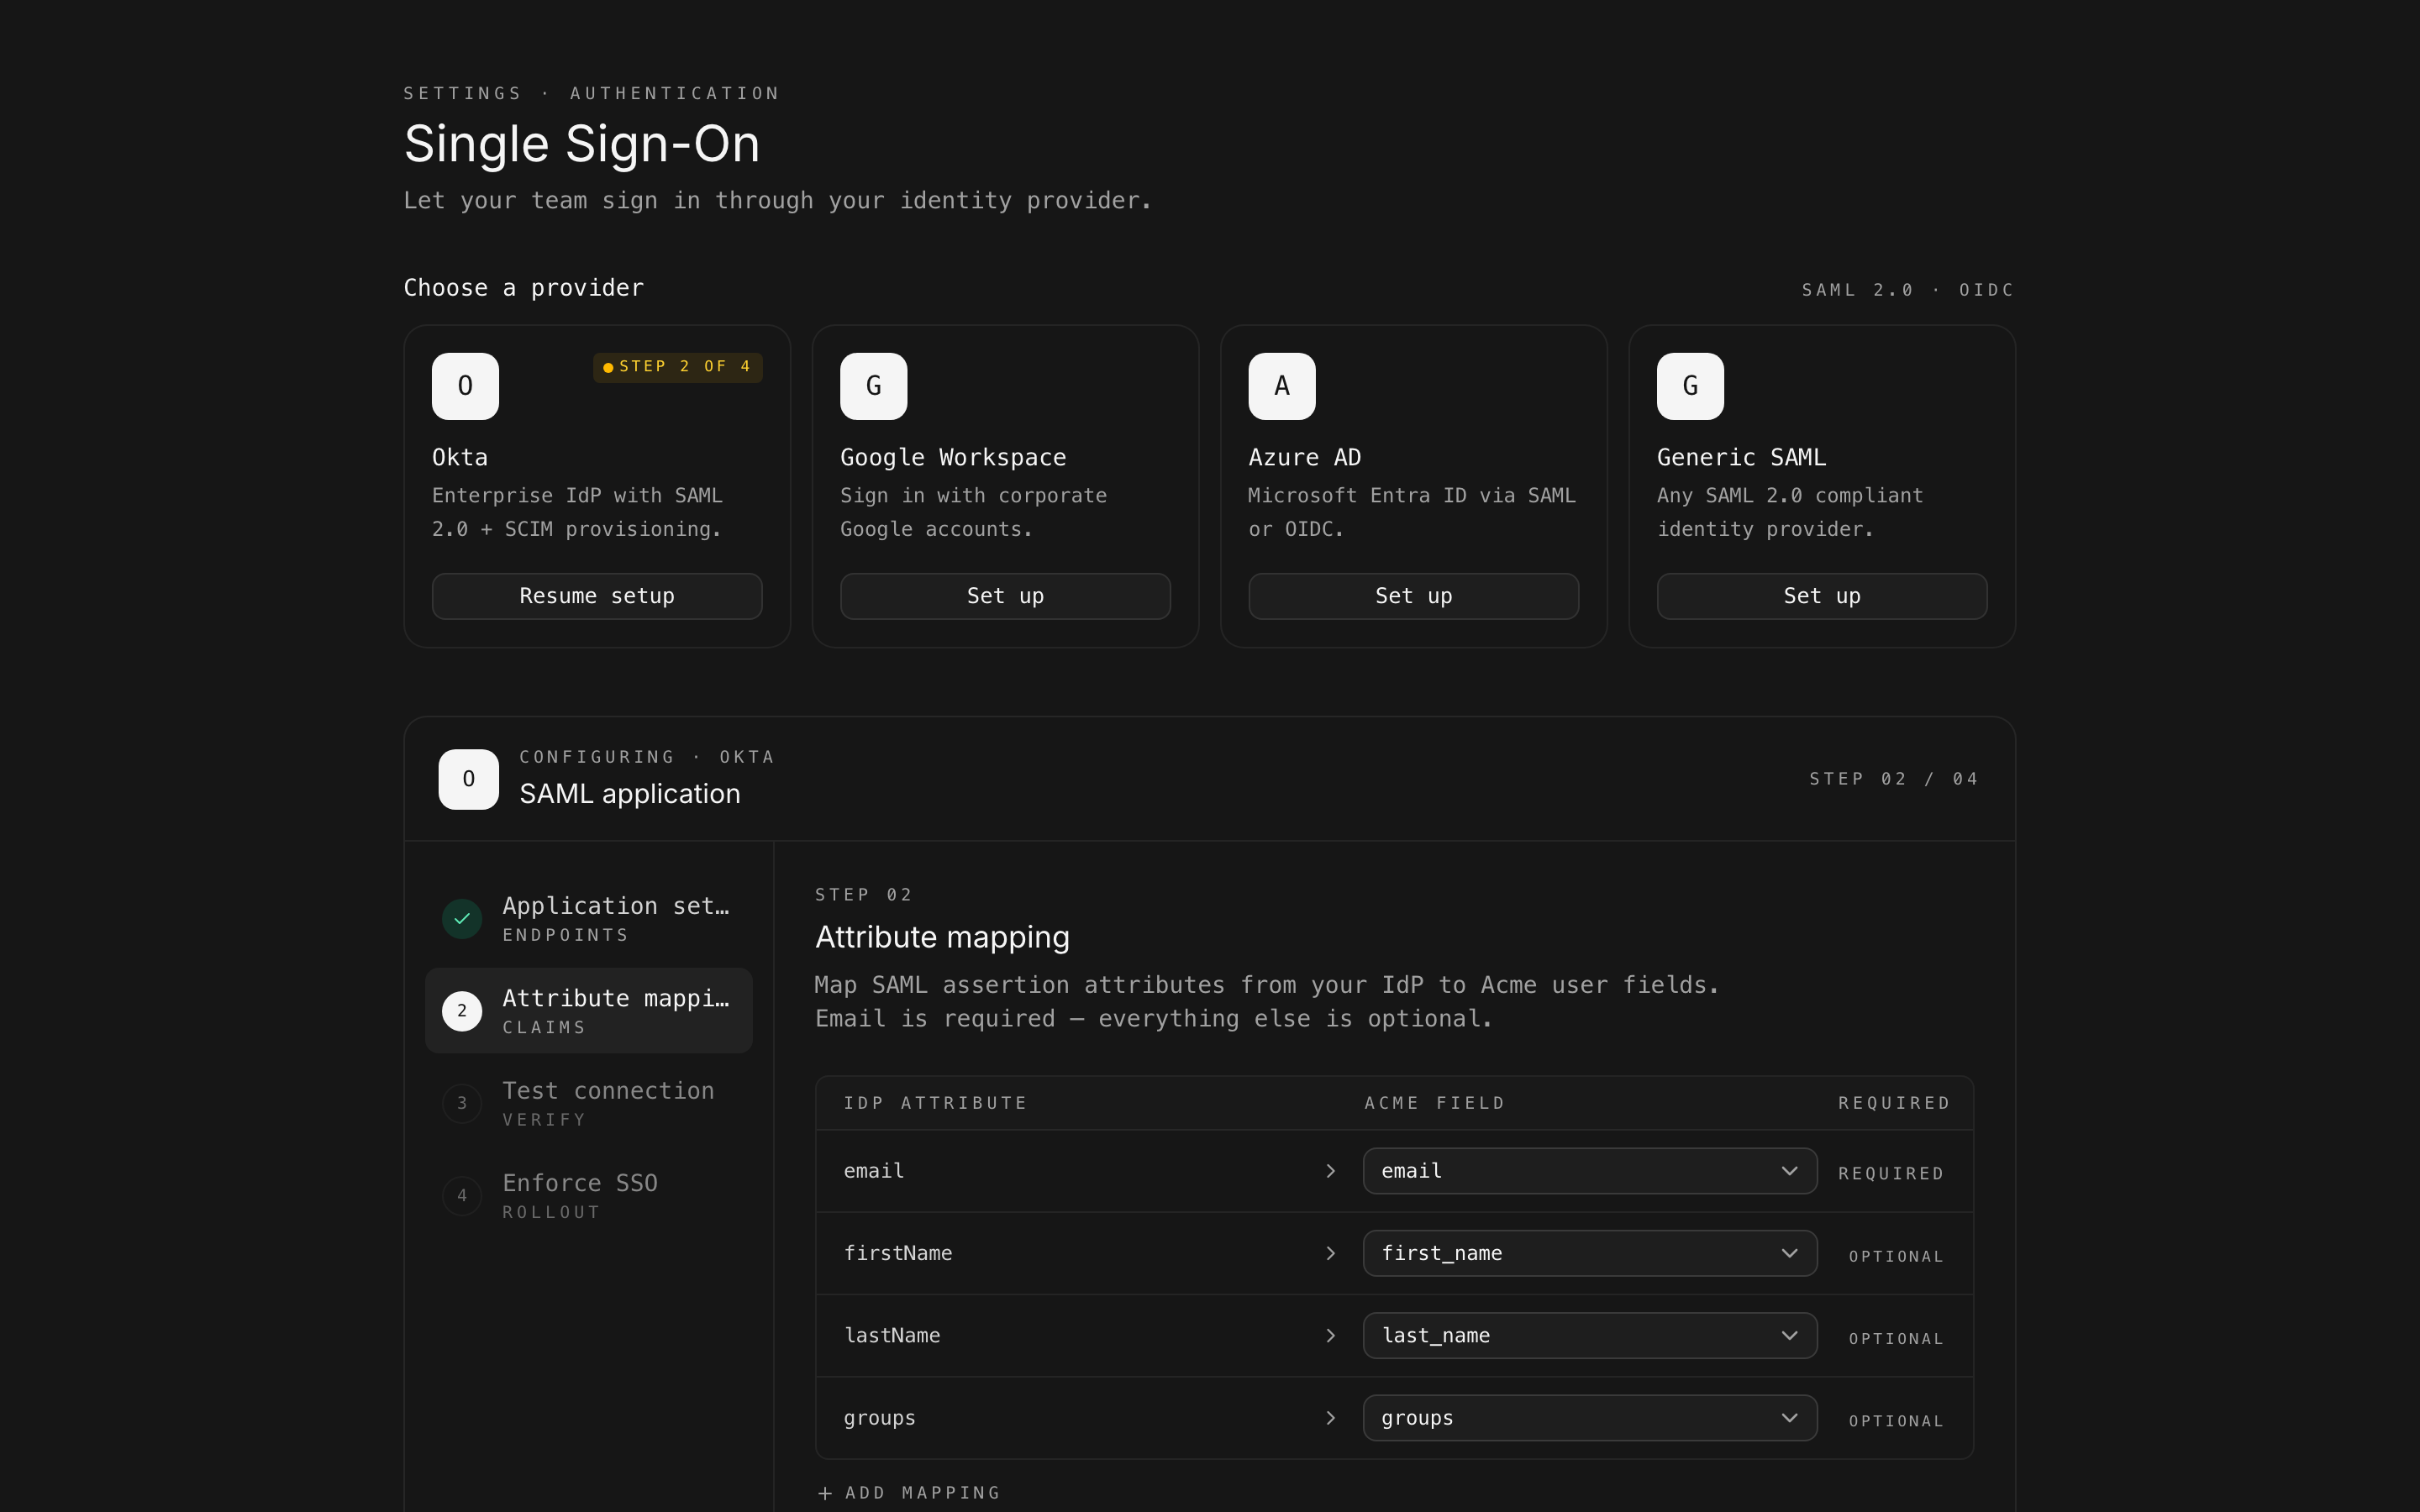 SETTINGS · AUTHENTICATION
Single Sign-On
Let your team sign in through your identity provider.
Choose a provider
SAML 2.0 · OIDC
O
STEP 2 OF 4
Okta
Enterprise IdP with SAML
2.0 + SCIM provisioning.
Resume setup
G
Google Workspace
Sign in with corporate
Google accounts.
Set up
A
Azure AD
Microsoft Entra ID via SAML
or OIDC.
Set up
G
Generic SAML
Any SAML 2.0 compliant
identity provider.
Set up
O
CONFIGURING · OKTA
SAML application
STEP 02 / 04
Application set…
ENDPOINTS
2
Attribute mappi…
CLAIMS
3
Test connection
VERIFY
4
Enforce SSO
ROLLOUT
STEP 02
Attribute mapping
Map SAML assertion attributes from your IdP to Acme user fields.
Email is required — everything else is optional.
IDP ATTRIBUTE
ACME FIELD
REQUIRED
email
email
REQUIRED
firstName
first_name
OPTIONAL
lastName
last_name
OPTIONAL
groups
groups
OPTIONAL
+ ADD MAPPING